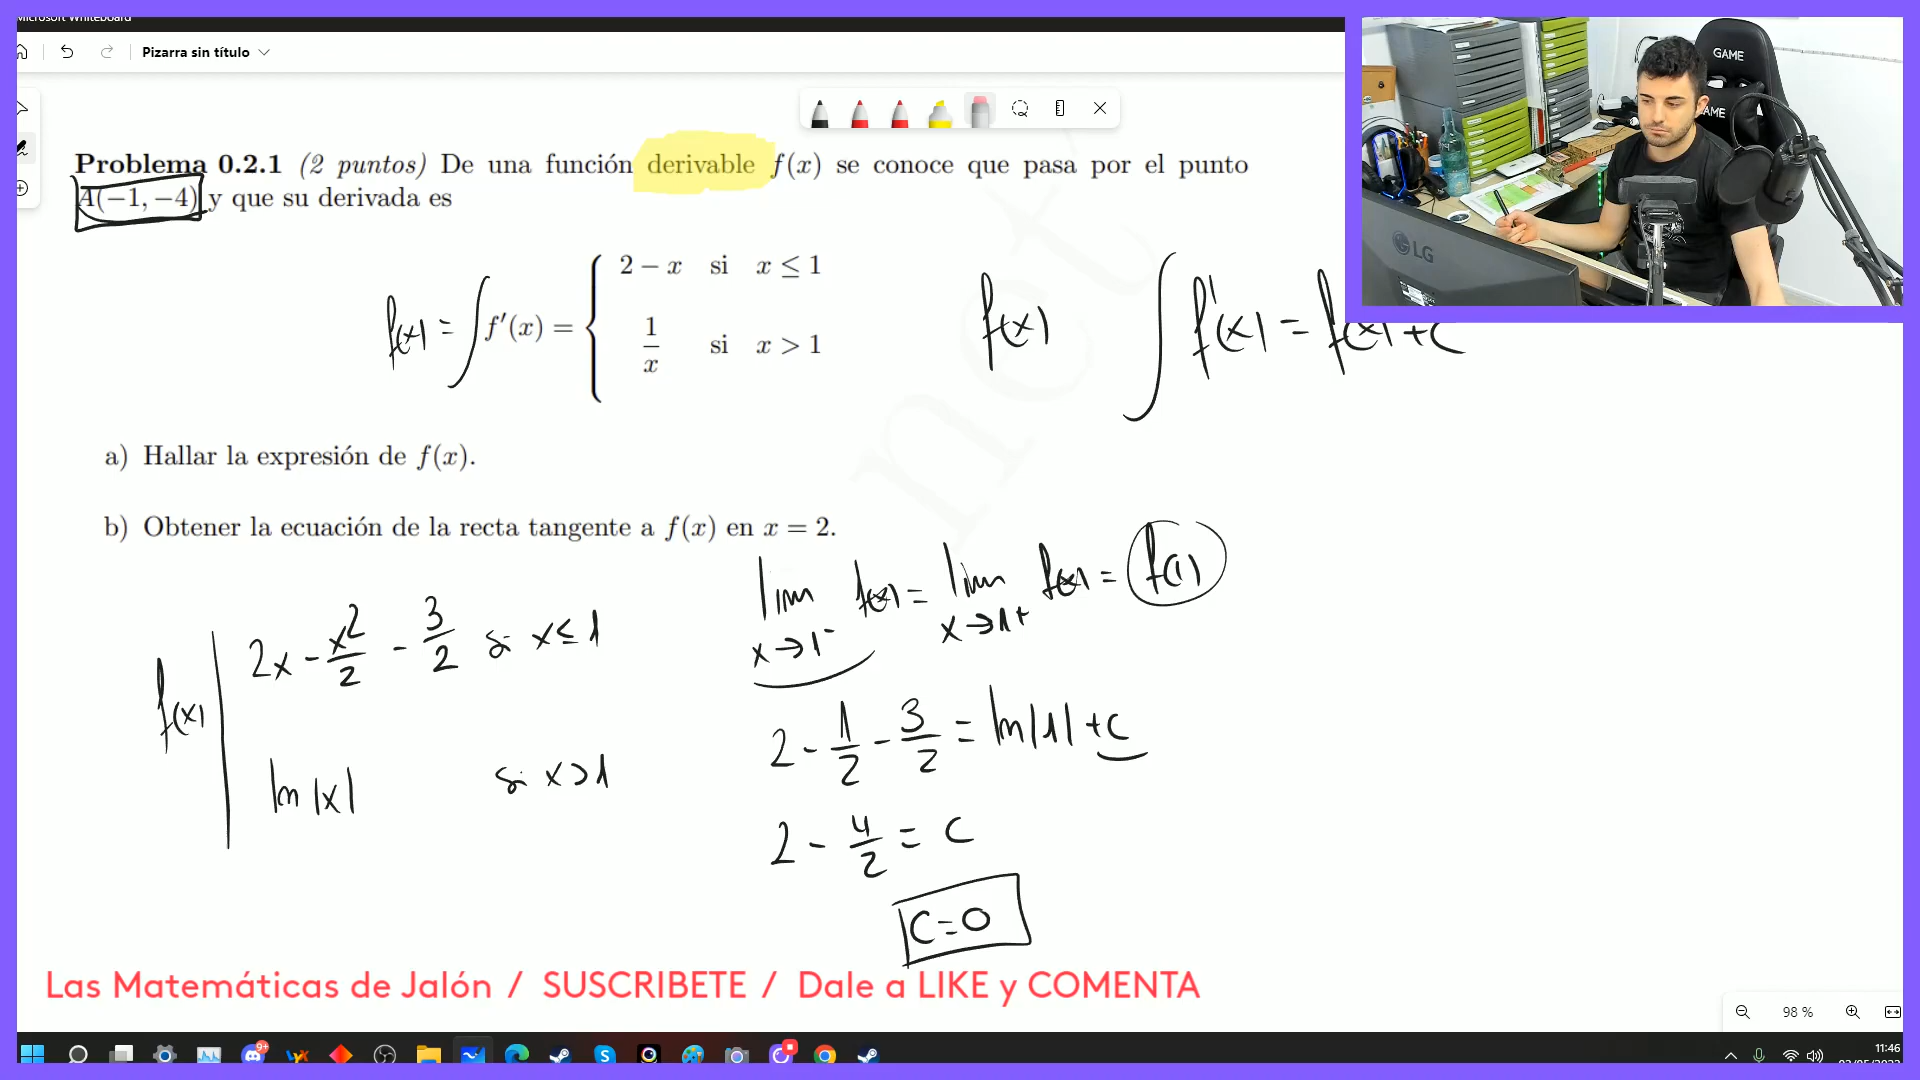 Microsoft Whiteboard
Pizarra sin título
Problema 0.2.1 (2 puntos) De una función derivable f(x) se conoce que pasa por el punto
A(−1, −4) y que su derivada es
f(x) = ∫ f′(x) = { 2 − x si x ≤ 1
1/x si x > 1
f(x) ∫ f'(x) = f(x) + C
a) Hallar la expresión de f(x).
b) Obtener la ecuación de la recta tangente a f(x) en x = 2.
lim x→1⁻ f(x) = lim x→1⁺ f(x) = f(1)
f(x) | 2x - x²/2 - 3/2 si x ≤ 1
ln |x| si x > 1
2 - 1/2 - 3/2 = ln|1| + C
2 - 4/2 = C
C = 0
Las Matemáticas de Jalón / SUSCRIBETE / Dale a LIKE y COMENTA
GAME
GAME
LG
98 %
9+
11:46